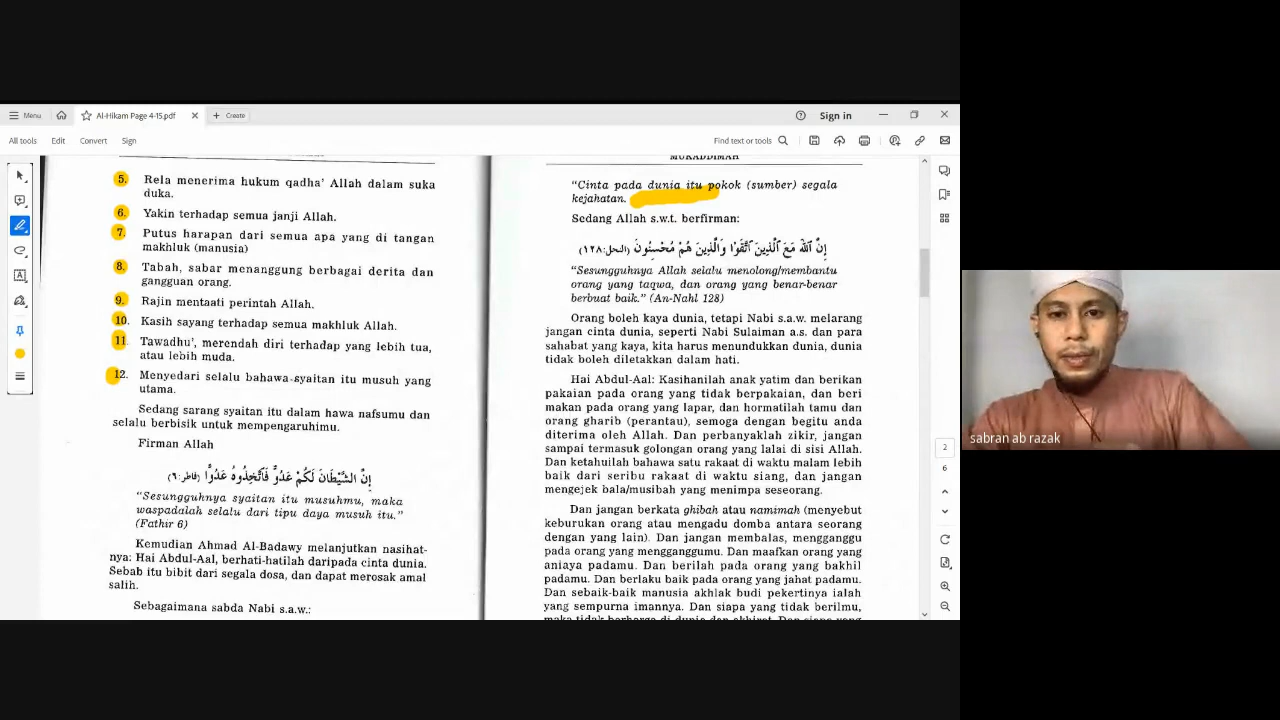 Menu
Al-Hikam Page 4-15.pdf
Create
Sign in
All tools
Edit
Convert
Sign
Find text or tools
5. Rela menerima hukum qadha' Allah dalam suka
duka.
6. Yakin terhadap semua janji Allah.
7. Putus harapan dari semua apa yang di tangan
makhluk (manusia)
8. Tabah, sabar menanggung berbagai derita dan
gangguan orang.
9. Rajin mentaati perintah Allah.
10. Kasih sayang terhadap semua makhluk Allah.
11. Tawadhu', merendah diri terhadap yang lebih tua,
atau lebih muda.
12. Menyedari selalu bahawa syaitan itu musuh yang
utama.
Sedang sarang syaitan itu dalam hawa nafsumu dan
selalu berbisik untuk mempengaruhimu.
Firman Allah
إِنَّ الشَّيْطَانَ لَكُمْ عَدُوٌّ فَاتَّخِذُوهُ عَدُوًّا (فاطر:٦)
"Sesungguhnya syaitan itu musuhmu, maka
waspadalah selalu dari tipu daya musuh itu."
(Fathir 6)
Kemudian Ahmad Al-Badawy melanjutkan nasihat-
nya: Hai Abdul-Aal, berhati-hatilah daripada cinta dunia.
Sebab itu bibit dari segala dosa, dan dapat merosak amal
salih.
Sebagaimana sabda Nabi s.a.w.:
MUKADDIMAH
"Cinta pada dunia itu pokok (sumber) segala
kejahatan.
Sedang Allah s.w.t. berfirman:
إِنَّ اللهَ مَعَ الَّذِينَ اتَّقَوْا وَالَّذِينَ هُمْ مُحْسِنُونَ (النحل:١٢٨)
"Sesungguhnya Allah selalu menolong/membantu
orang yang taqwa, dan orang yang benar-benar
berbuat baik." (An-Nahl 128)
Orang boleh kaya dunia, tetapi Nabi s.a.w. melarang
jangan cinta dunia, seperti Nabi Sulaiman a.s. dan para
sahabat yang kaya, kita harus menundukkan dunia, dunia
tidak boleh diletakkan dalam hati.
Hai Abdul-Aal: Kasihanilah anak yatim dan berikan
pakaian pada orang yang tidak berpakaian, dan beri
makan pada orang yang lapar, dan hormatilah tamu dan
orang gharib (perantau), semoga dengan begitu anda
diterima oleh Allah. Dan perbanyaklah zikir, jangan
sampai termasuk golongan orang yang lalai di sisi Allah.
Dan ketahuilah bahawa satu rakaat di waktu malam lebih
baik dari seribu rakaat di waktu siang, dan jangan
mengejek bala/musibah yang menimpa seseorang.
Dan jangan berkata ghibah atau namimah (menyebut
keburukan orang atau mengadu domba antara seorang
dengan yang lain). Dan jangan membalas, mengganggu
pada orang yang mengganggumu. Dan maafkan orang yang
aniaya padamu. Dan berilah pada orang yang bakhil
padamu. Dan berlaku baik pada orang yang jahat padamu.
Dan sebaik-baik manusia akhlak budi pekertinya ialah
yang sempurna imannya. Dan siapa yang tidak berilmu,
maka tidak berharga di dunia dan akhirat. Dan siapa yang
2
6
sabran ab razak